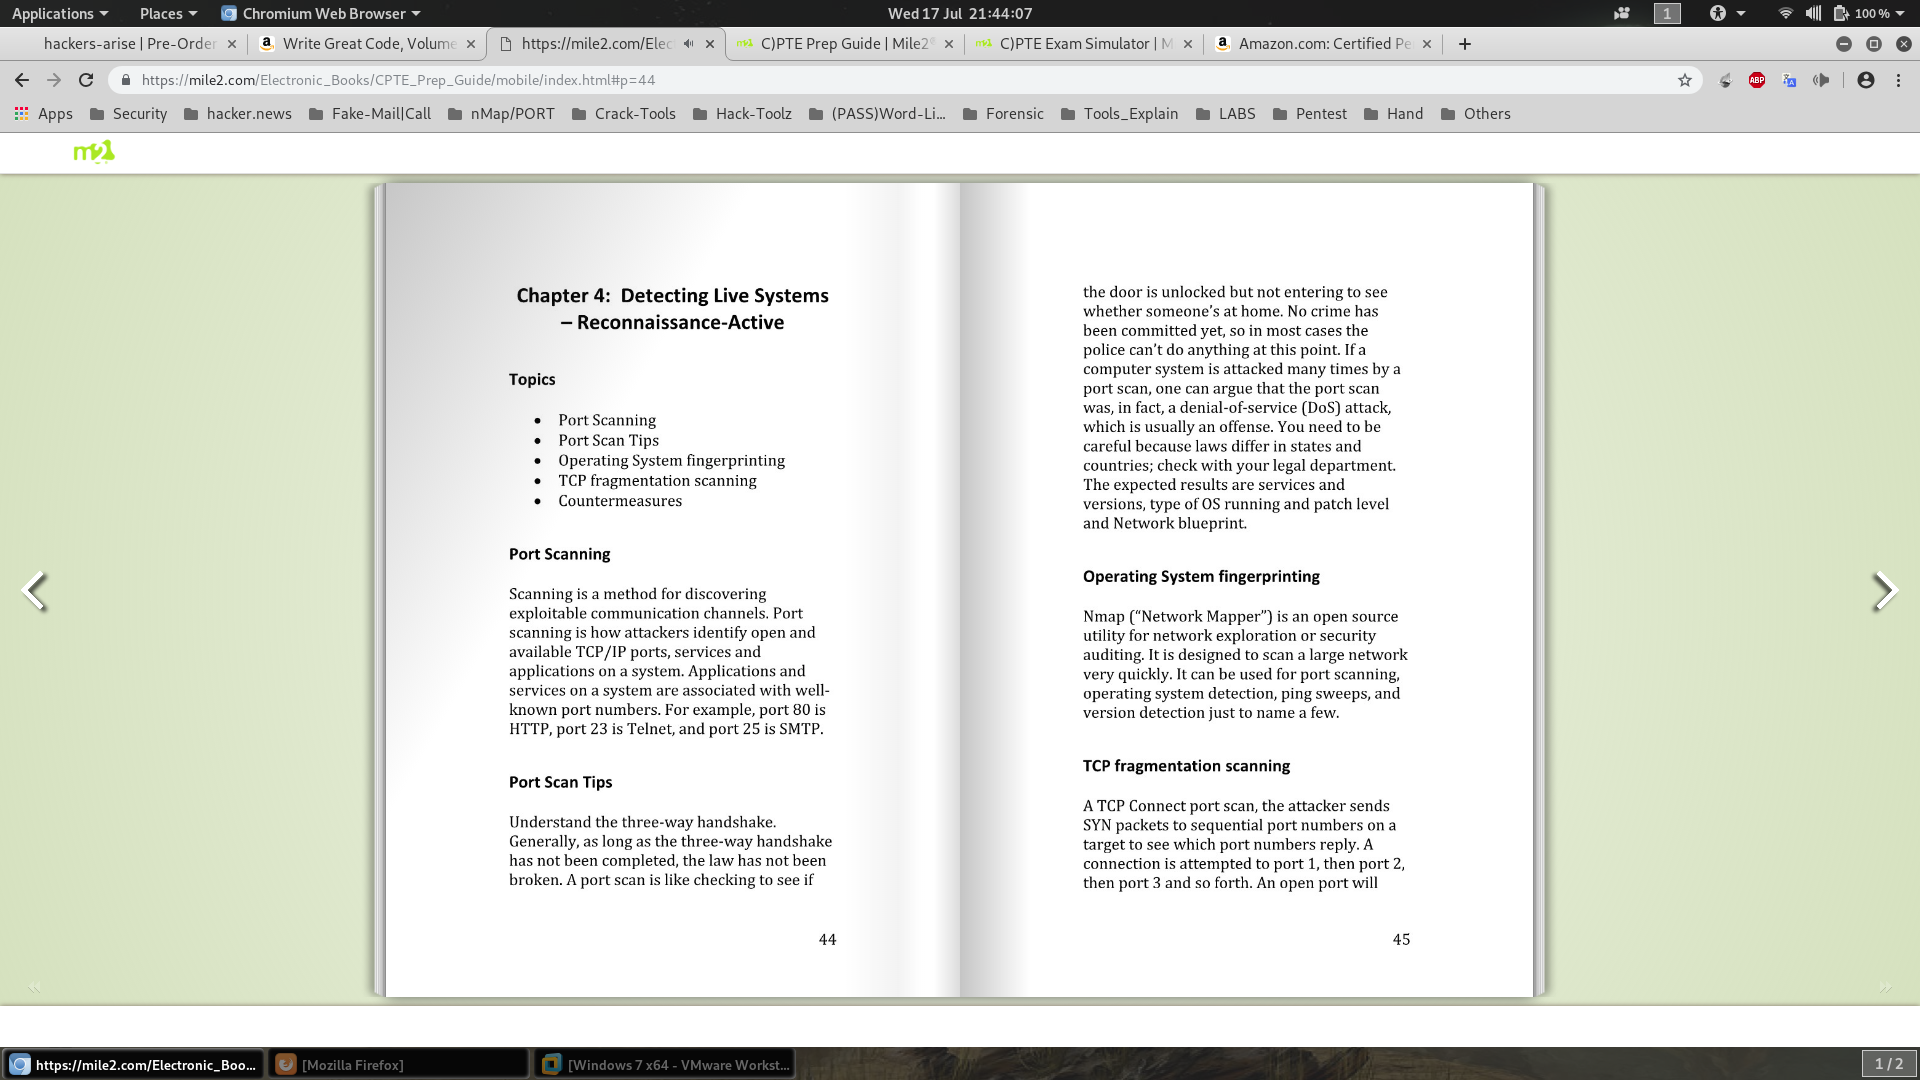 Applications Places Chromium Web Browser Wed 17 Jul 21:44:07 1 100 %
hackers-arise | Pre-Order Write Great Code, Volume https://mile2.com/Elec C)PTE Prep Guide | Mile2® C)PTE Exam Simulator | M Amazon.com: Certified Pe
https://mile2.com/Electronic_Books/CPTE_Prep_Guide/mobile/index.html#p=44 ABP
Apps Security hacker.news Fake-Mail|Call nMap/PORT Crack-Tools Hack-Toolz (PASS)Word-Li... Forensic Tools_Explain LABS Pentest Hand Others
m2
Chapter 4: Detecting Live Systems
– Reconnaissance-Active
Topics
• Port Scanning
• Port Scan Tips
• Operating System fingerprinting
• TCP fragmentation scanning
• Countermeasures
Port Scanning
Scanning is a method for discovering
exploitable communication channels. Port
scanning is how attackers identify open and
available TCP/IP ports, services and
applications on a system. Applications and
services on a system are associated with well-
known port numbers. For example, port 80 is
HTTP, port 23 is Telnet, and port 25 is SMTP.
Port Scan Tips
Understand the three-way handshake.
Generally, as long as the three-way handshake
has not been completed, the law has not been
broken. A port scan is like checking to see if
44
the door is unlocked but not entering to see
whether someone’s at home. No crime has
been committed yet, so in most cases the
police can’t do anything at this point. If a
computer system is attacked many times by a
port scan, one can argue that the port scan
was, in fact, a denial-of-service (DoS) attack,
which is usually an offense. You need to be
careful because laws differ in states and
countries; check with your legal department.
The expected results are services and
versions, type of OS running and patch level
and Network blueprint.
Operating System fingerprinting
Nmap (“Network Mapper”) is an open source
utility for network exploration or security
auditing. It is designed to scan a large network
very quickly. It can be used for port scanning,
operating system detection, ping sweeps, and
version detection just to name a few.
TCP fragmentation scanning
A TCP Connect port scan, the attacker sends
SYN packets to sequential port numbers on a
target to see which port numbers reply. A
connection is attempted to port 1, then port 2,
then port 3 and so forth. An open port will
45
https://mile2.com/Electronic_Boo... [Mozilla Firefox] [Windows 7 x64 - VMware Workst... 1 / 2